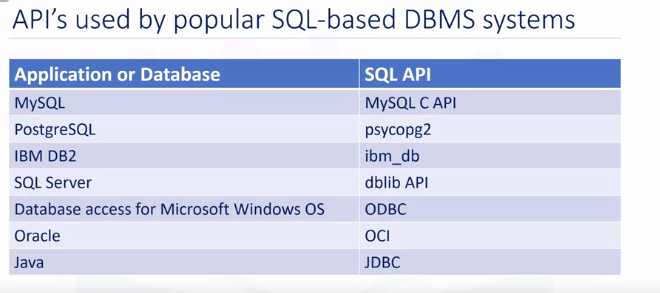 API's used by popular SQL-based DBMS systems
Application or Database SQL API
MySQL MySQL C API
PostgreSQL psycopg2
IBM DB2 ibm_db
SQL Server dblib API
Database access for Microsoft Windows OS ODBC
Oracle OCI
Java JDBC